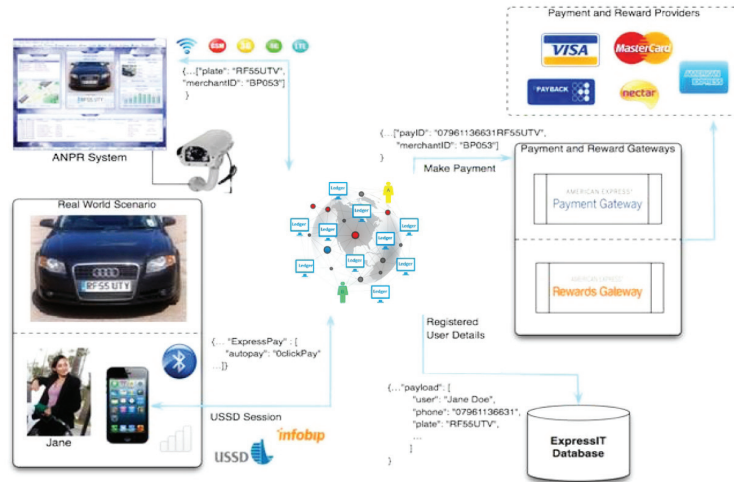 Payment and Reward Providers
VISA
MasterCard
AMERICAN EXPRESS
PAYBACK
nectar
GSM
3G
4G
LTE
{...["plate": "RF55UTV",
"merchantID": "BP053"]
}
ANPR System
{...["payID": "07961136631RF55UTV",
"merchantID": "BP053"]
}
Make Payment
Payment and Reward Gateways
AMERICAN EXPRESS
Payment Gateway
AMERICAN EXPRESS
Rewards Gateway
Real World Scenario
RF55 UTY
Ledger
Ledger
Ledger
Ledger
Ledger
Ledger
Ledger
Ledger
Ledger
Ledger
Ledger
{... "ExpressPay" : [
"autopay": "0clickPay"
...]}
Jane
USSD Session
USSD
infobip
Registered
User Details
{..."payload": [
"user": "Jane Doe",
"phone": "07961136631",
"plate": "RF55UTV",
...
]
}
ExpressIT
Database